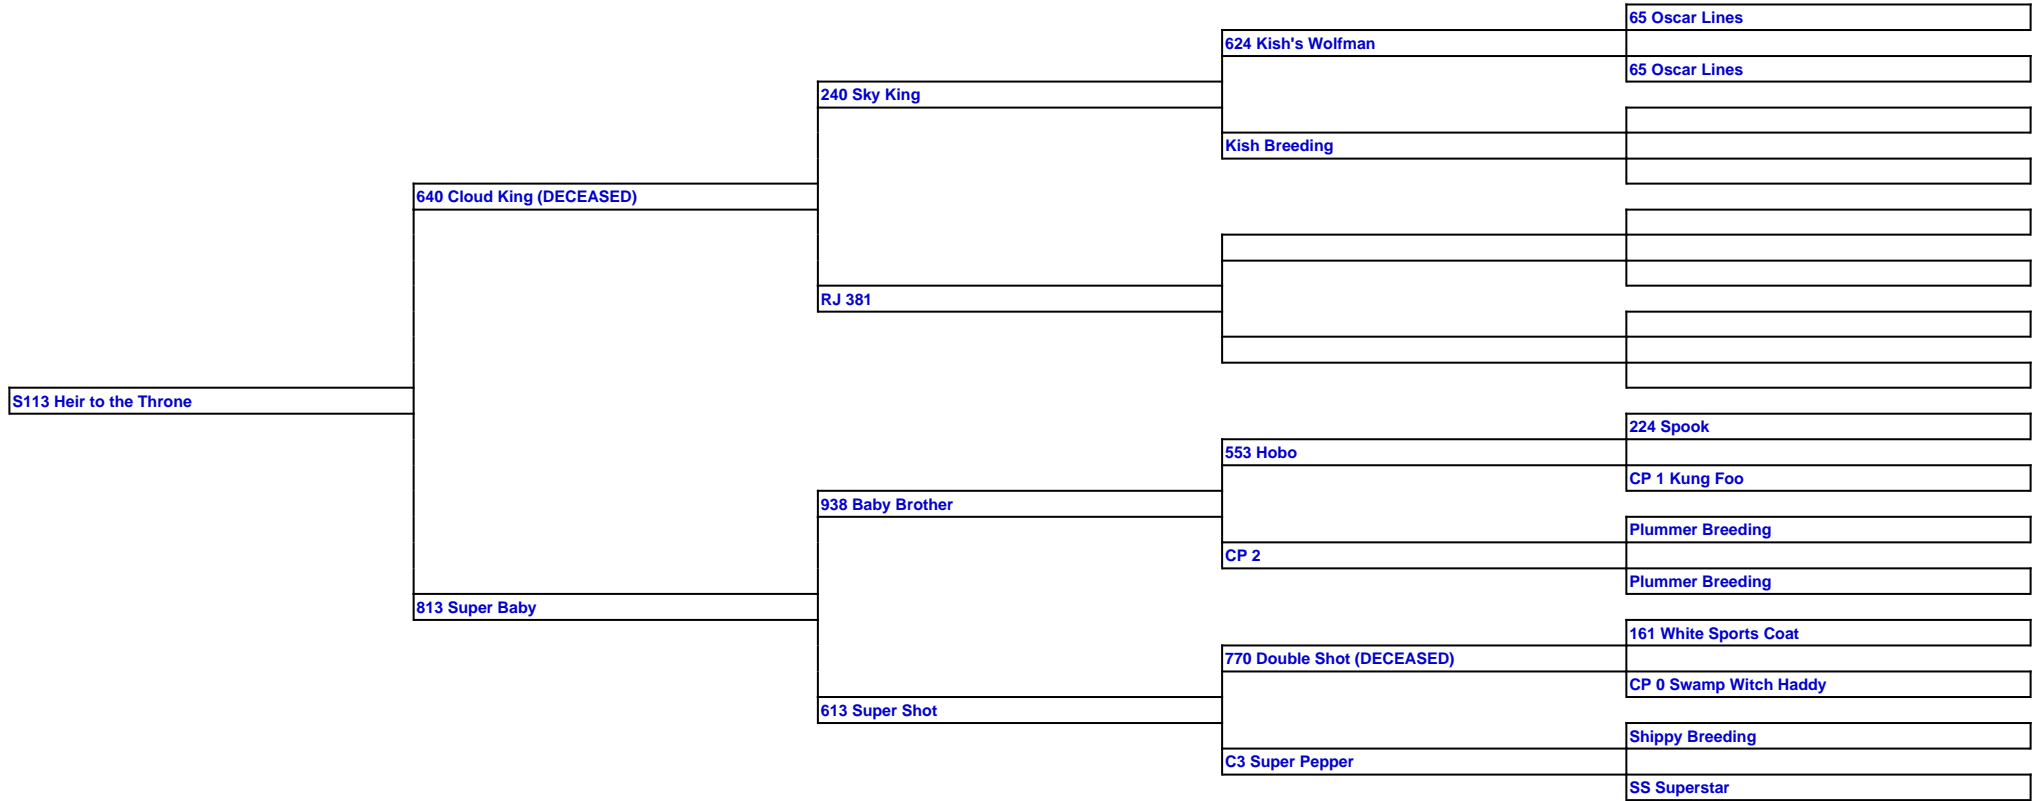 65 Oscar Lines
624 Kish's Wolfman
65 Oscar Lines
240 Sky King
Kish Breeding
640 Cloud King (DECEASED)
RJ 381
S113 Heir to the Throne
224 Spook
553 Hobo
CP 1 Kung Foo
938 Baby Brother
Plummer Breeding
CP 2
Plummer Breeding
813 Super Baby
161 White Sports Coat
770 Double Shot (DECEASED)
CP 0 Swamp Witch Haddy
613 Super Shot
Shippy Breeding
C3 Super Pepper
SS Superstar